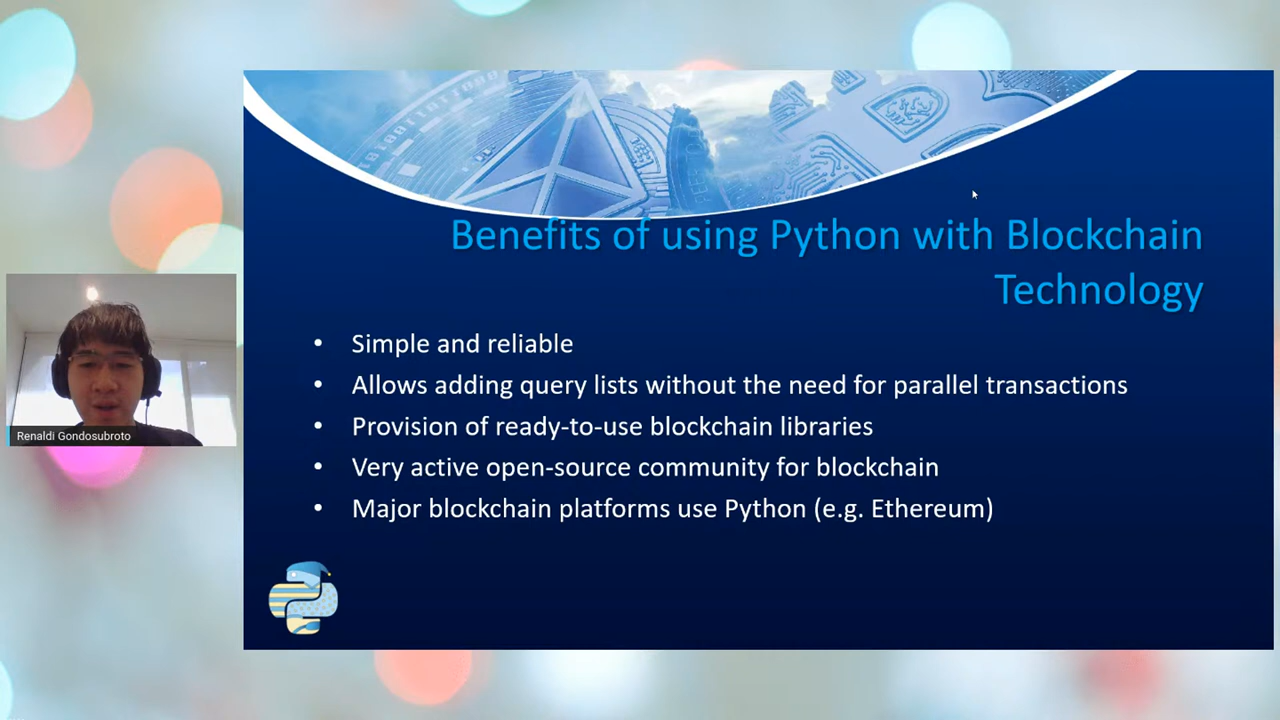 Benefits of using Python with Blockchain
Technology
• Simple and reliable
• Allows adding query lists without the need for parallel transactions
• Provision of ready-to-use blockchain libraries
• Very active open-source community for blockchain
• Major blockchain platforms use Python (e.g. Ethereum)
Renaldi Gondosubroto